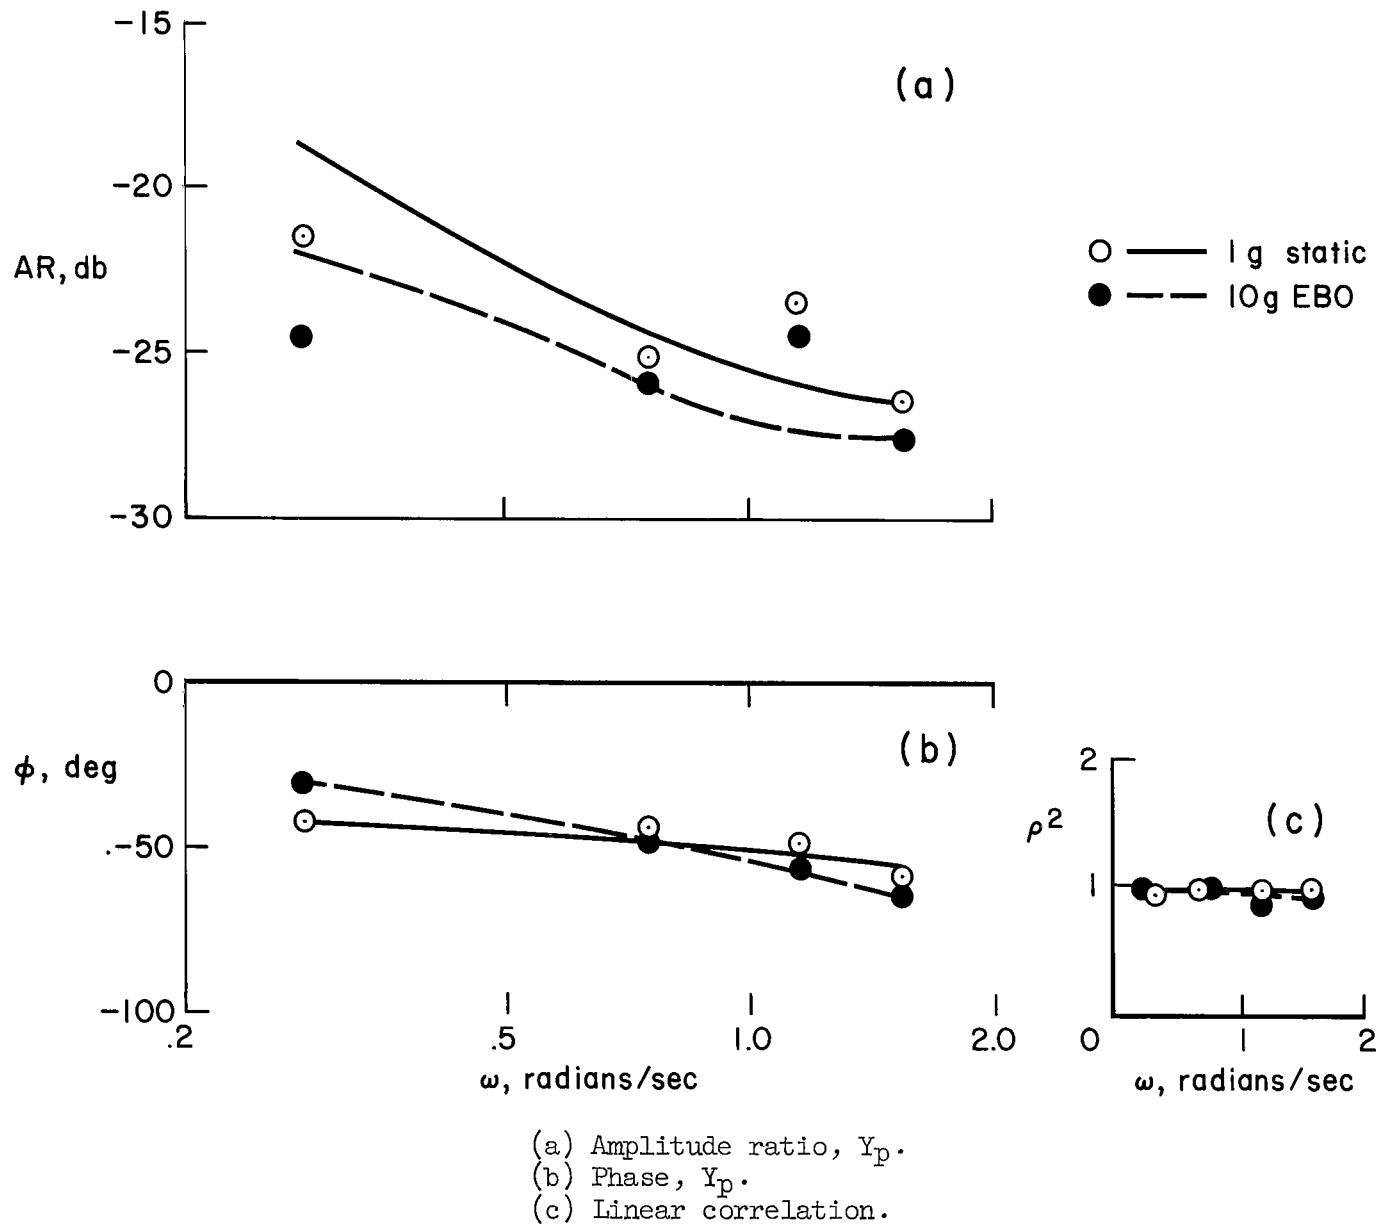 -15
(a)
-20
AR, db
-25
-30
1g static
10g EBO
0
(b)
ϕ, deg
.-50
-100
.2
.5
1.0
2.0
ω, radians/sec
2
ρ²
(c)
1
0
1
2
ω, radians/sec
(a) Amplitude ratio, Yp.
(b) Phase, Yp.
(c) Linear correlation.